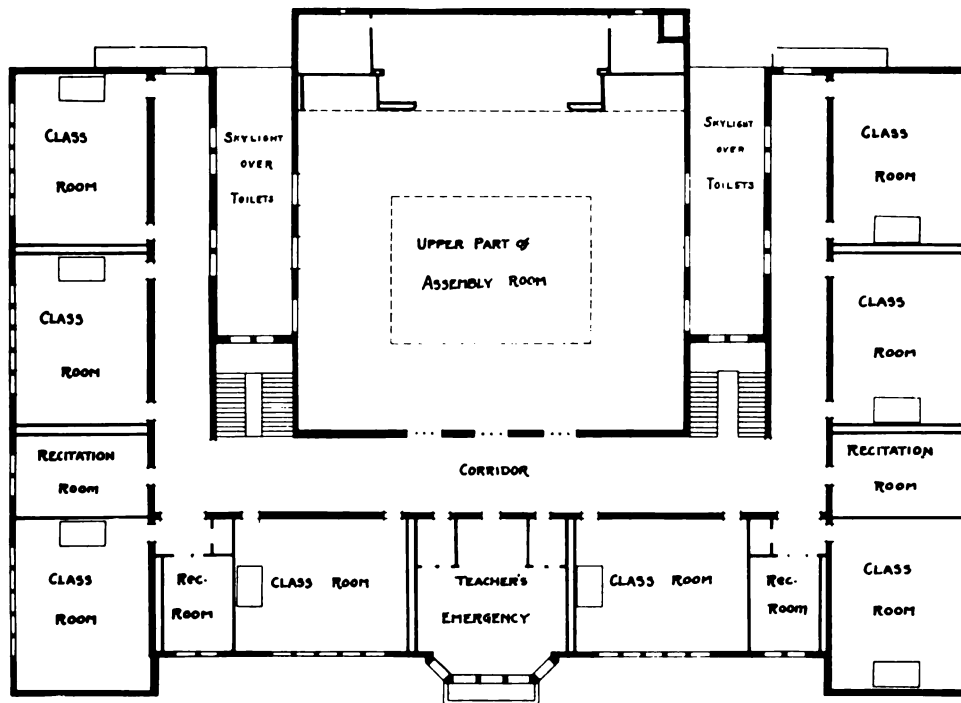 CLASS
ROOM
SKYLIGHT
OVER
TOILETS
UPPER PART OF
ASSEMBLY ROOM
SKYLIGHT
OVER
TOILETS
CLASS
ROOM
CLASS
ROOM
CLASS
ROOM
RECITATION
ROOM
CORRIDOR
RECITATION
ROOM
CLASS
ROOM
REC.
ROOM
CLASS ROOM
TEACHER'S
EMERGENCY
CLASS ROOM
REC.
ROOM
CLASS
ROOM